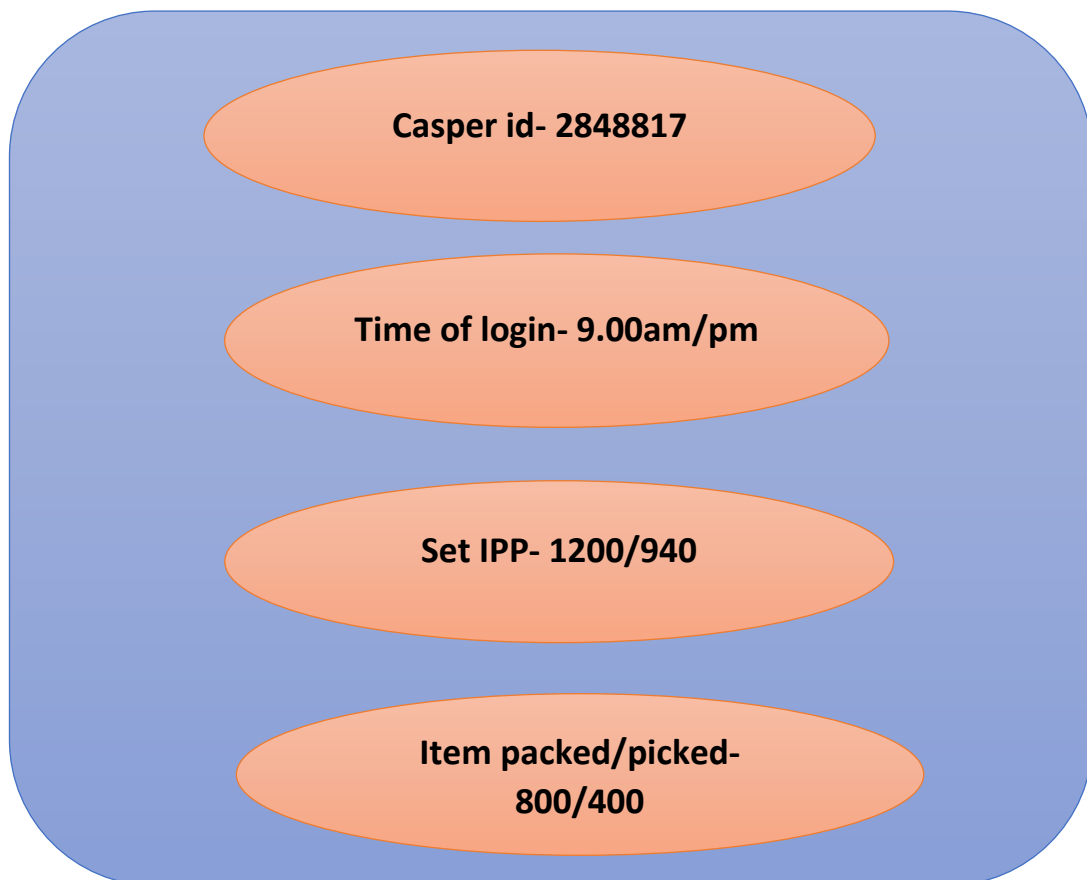 Casper id- 2848817
Time of login- 9.00am/pm
Set IPP- 1200/940
Item packed/picked-
800/400